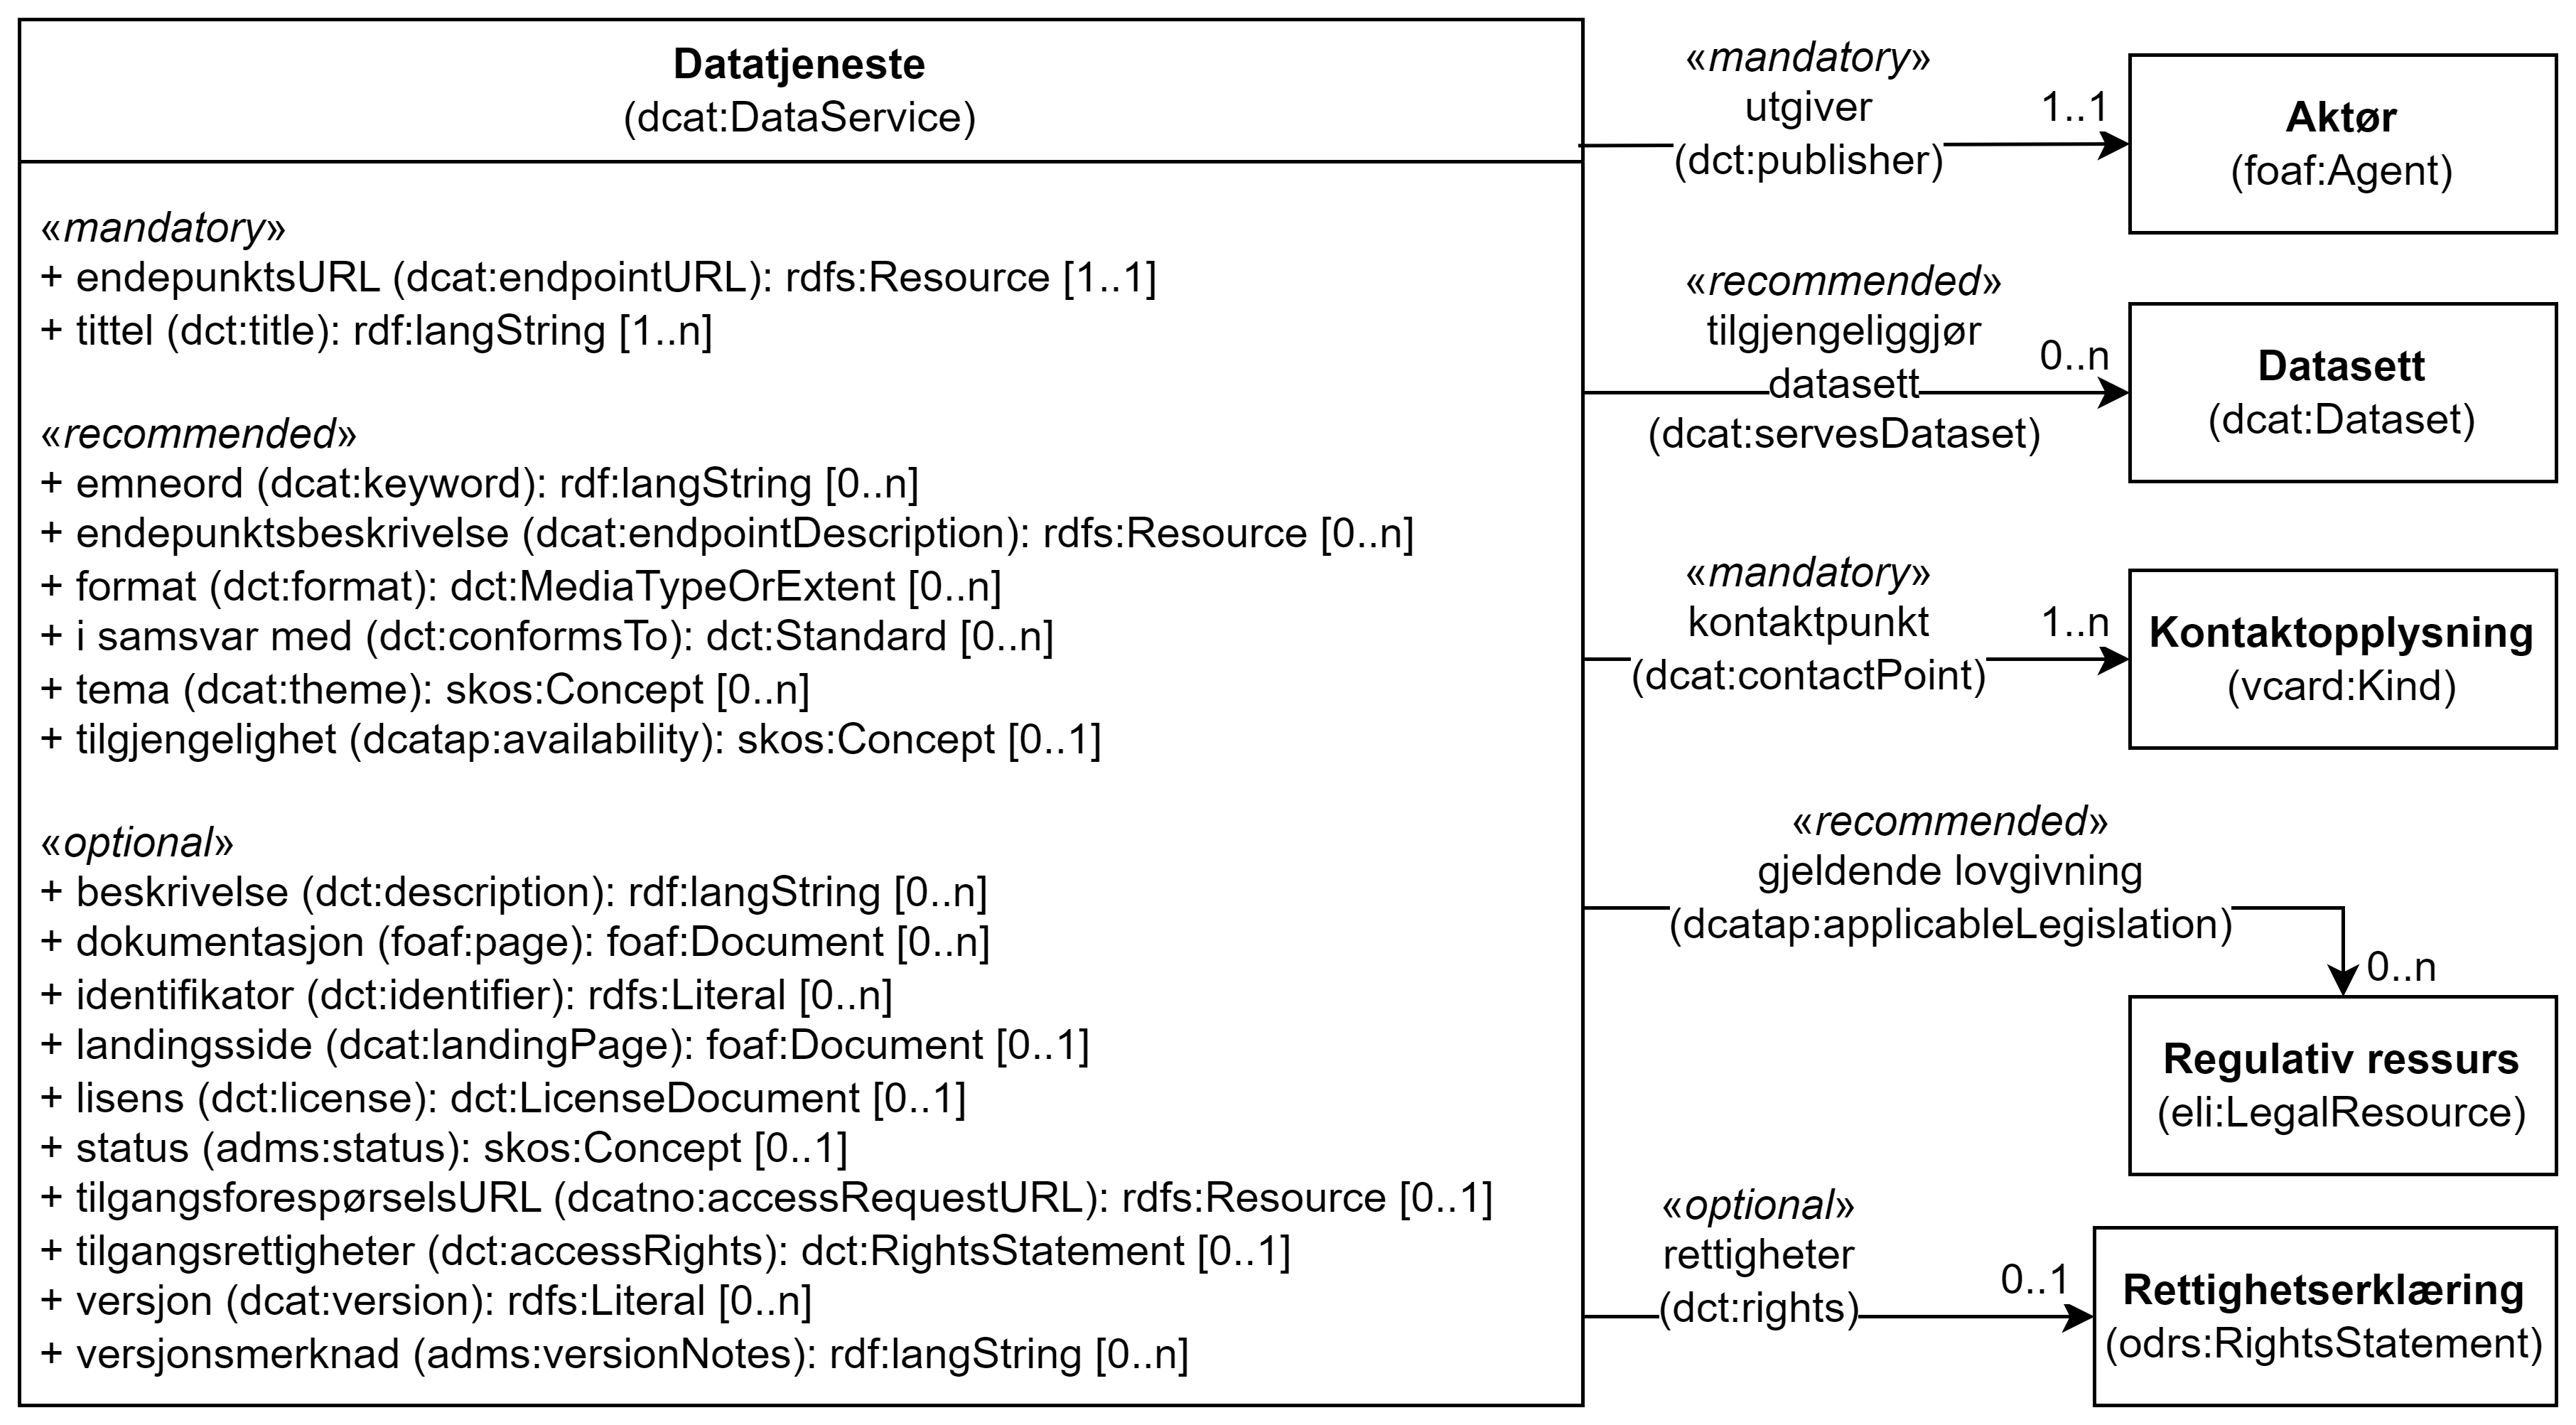 Datatjeneste
(dcat:DataService)
«mandatory»
+ endepunktsURL (dcat:endpointURL): rdfs:Resource [1..1]
+ tittel (dct:title): rdf:langString [1..n]
«recommended»
+ emneord (dcat:keyword): rdf:langString [0..n]
+ endepunktsbeskrivelse (dcat:endpointDescription): rdfs:Resource [0..n]
+ format (dct:format): dct:MediaTypeOrExtent [0..n]
+ i samsvar med (dct:conformsTo): dct:Standard [0..n]
+ tema (dcat:theme): skos:Concept [0..n]
+ tilgjengelighet (dcatap:availability): skos:Concept [0..1]
«optional»
+ beskrivelse (dct:description): rdf:langString [0..n]
+ dokumentasjon (foaf:page): foaf:Document [0..n]
+ identifikator (dct:identifier): rdfs:Literal [0..n]
+ landingsside (dcat:landingPage): foaf:Document [0..1]
+ lisens (dct:license): dct:LicenseDocument [0..1]
+ status (adms:status): skos:Concept [0..1]
+ tilgangsforespørselsURL (dcatno:accessRequestURL): rdfs:Resource [0..1]
+ tilgangsrettigheter (dct:accessRights): dct:RightsStatement [0..1]
+ versjon (dcat:version): rdfs:Literal [0..n]
+ versjonsmerknad (adms:versionNotes): rdf:langString [0..n]
«mandatory»
utgiver
(dct:publisher)
1..1
Aktør
(foaf:Agent)
«recommended»
tilgjengeliggjør
datasett
(dcat:servesDataset)
0..n
Datasett
(dcat:Dataset)
«mandatory»
kontaktpunkt
(dcat:contactPoint)
1..n
Kontaktopplysning
(vcard:Kind)
«recommended»
gjeldende lovgivning
(dcatap:applicableLegislation)
0..n
Regulativ ressurs
(eli:LegalResource)
«optional»
rettigheter
(dct:rights)
0..1
Rettighetserklæring
(odrs:RightsStatement)